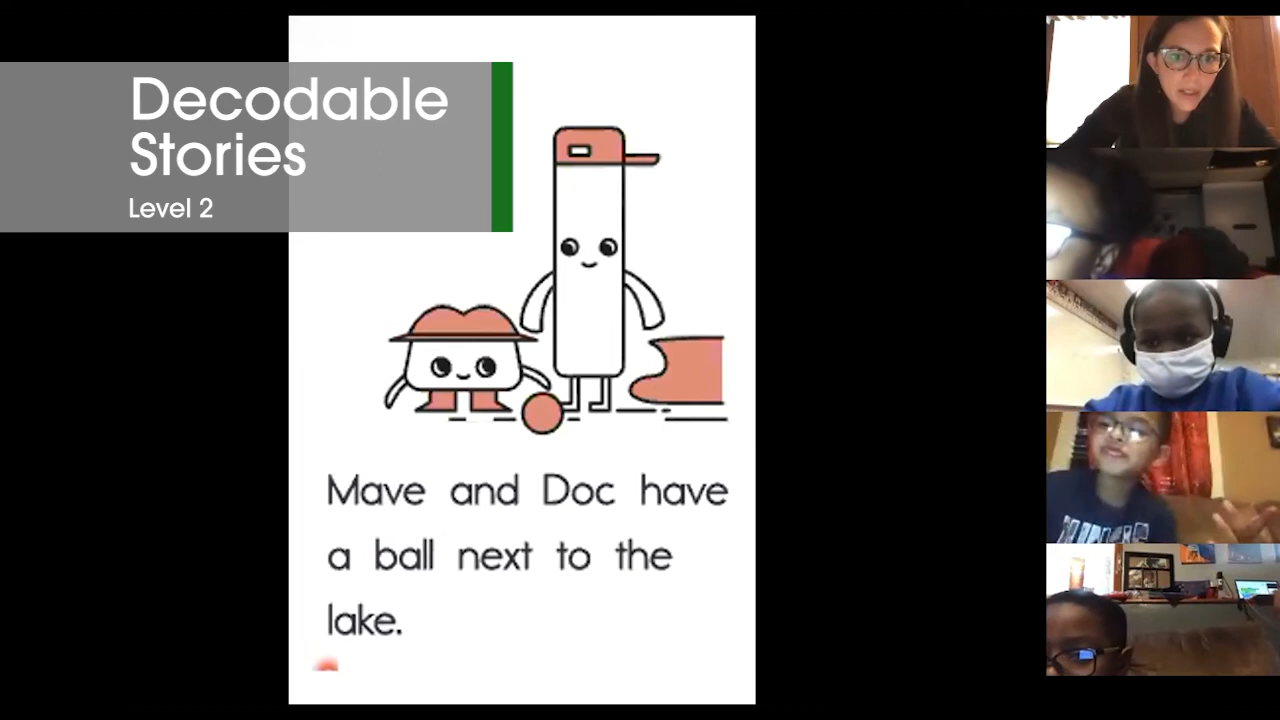 Decodable
Stories
Level 2
Mave and Doc have
a ball next to the
lake.